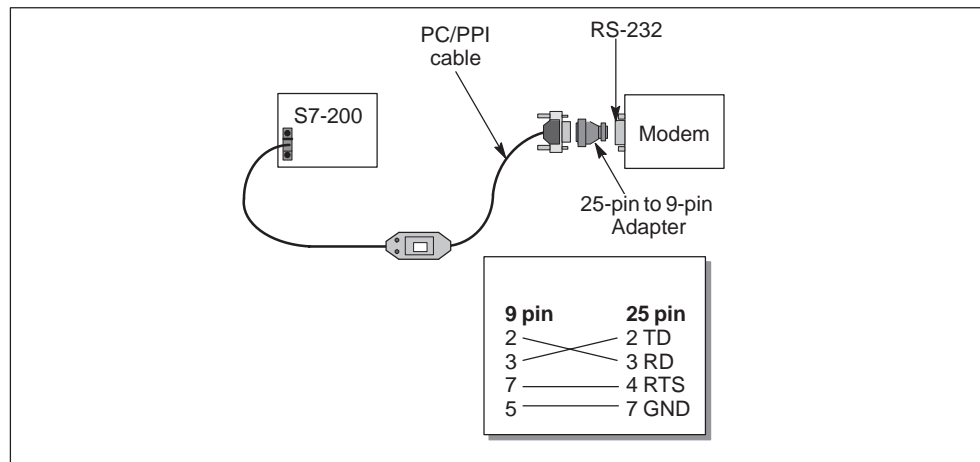 PC/PPI
cable
RS-232
S7-200
Modem
25-pin to 9-pin
Adapter
9 pin 25 pin
2 2 TD
3 3 RD
7 4 RTS
5 7 GND